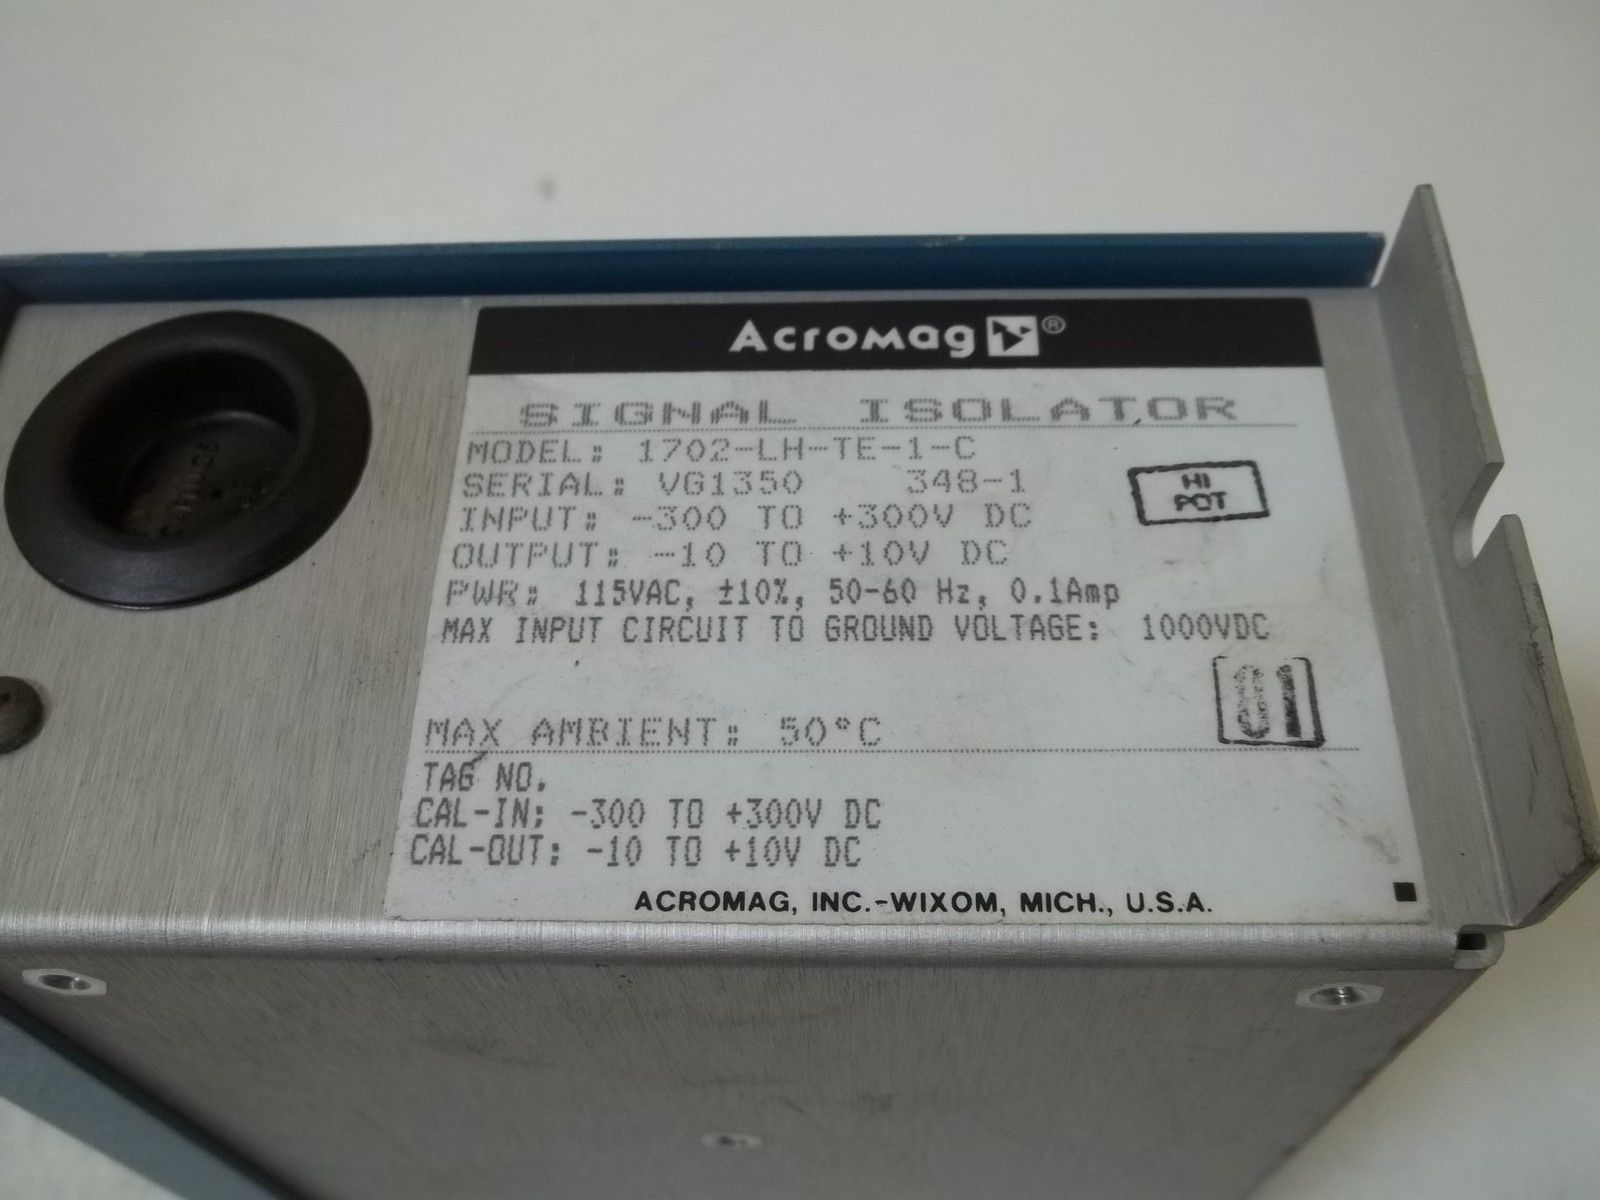 Acromag ®
SIGNAL ISOLATOR
MODEL: 1702-LH-TE-1-C
SERIAL: VG1350 348-1
HI
POT
INPUT: -300 TO +300V DC
OUTPUT: -10 TO +10V DC
PWR: 115VAC, ±10%, 50-60 Hz, 0.1Amp
MAX INPUT CIRCUIT TO GROUND VOLTAGE: 1000VDC
MAX AMBIENT: 50°C
TAG NO.
CAL-IN: -300 TO +300V DC
CAL-OUT: -10 TO +10V DC
ACROMAG, INC.-WIXOM, MICH., U.S.A.